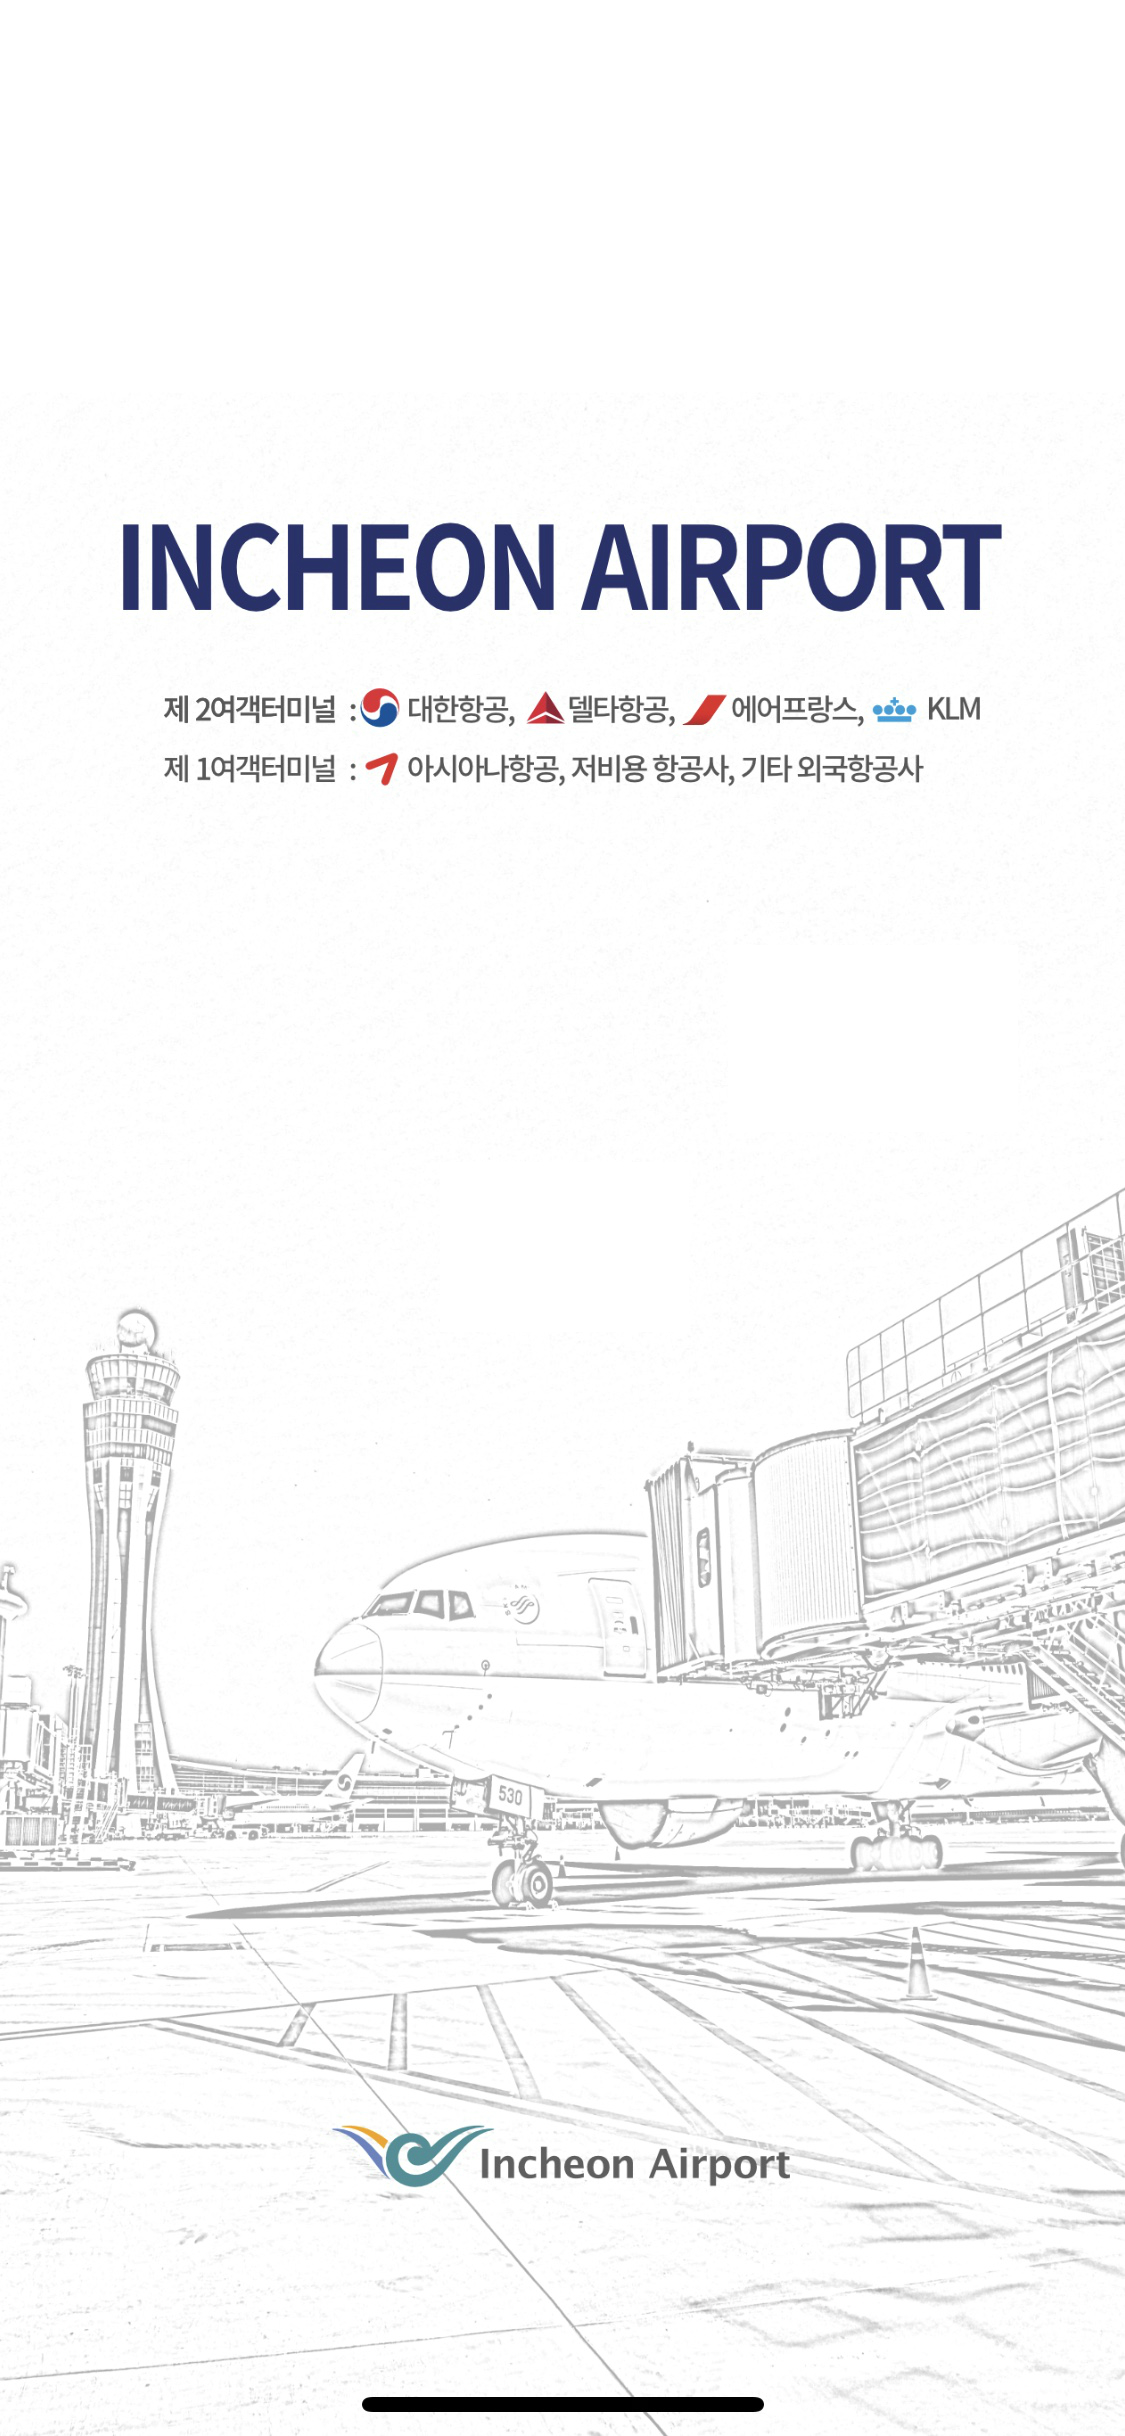 INCHEON AIRPORT
제 2여객터미널 : 대한항공, 델타항공, 에어프랑스, KLM
제 1여객터미널 : 아시아나항공, 저비용 항공사, 기타 외국항공사
530
Incheon Airport